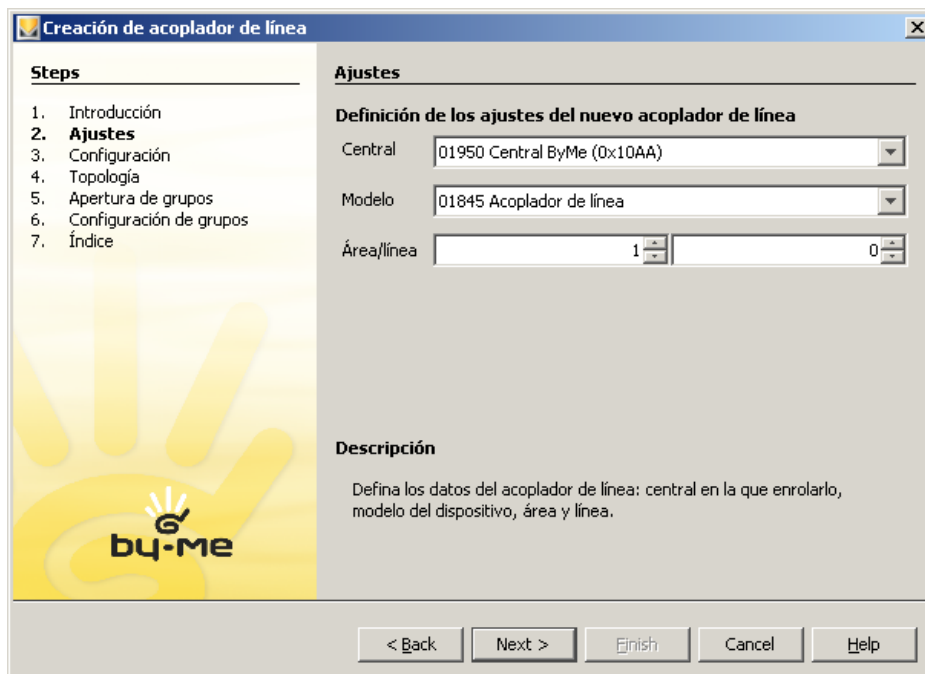 Creación de acoplador de línea
Steps
1. Introducción
2. Ajustes
3. Configuración
4. Topología
5. Apertura de grupos
6. Configuración de grupos
7. Índice
by-me
Ajustes
Definición de los ajustes del nuevo acoplador de línea
Central 01950 Central ByMe (0x10AA)
Modelo 01845 Acoplador de línea
Área/línea 1 0
Descripción
Defina los datos del acoplador de línea: central en la que enrolarlo,
modelo del dispositivo, área y línea.
< Back Next > Finish Cancel Help